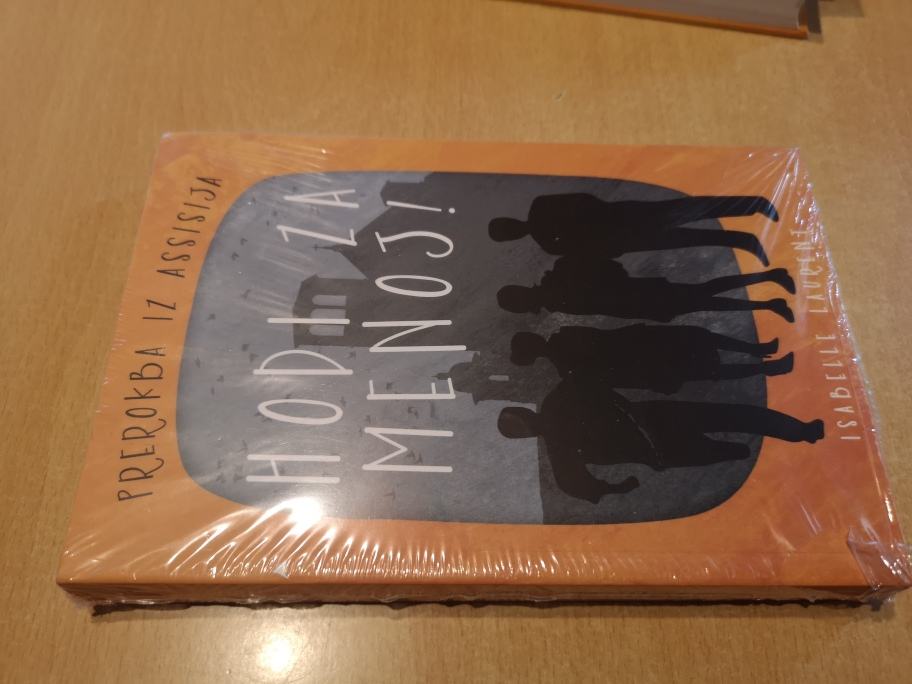 PREROKBA IZ ASSISIJA
HODI ZA
MENOJ!
ISABELLE LAURENT